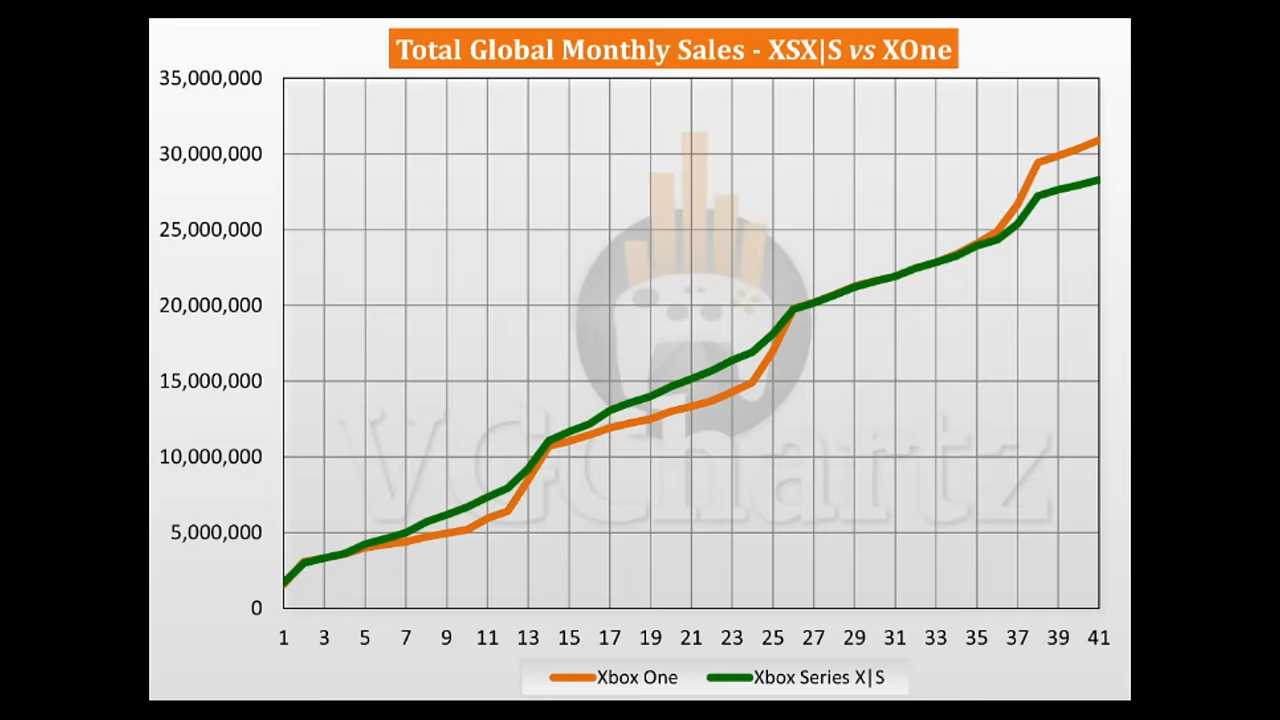 Total Global Monthly Sales - XSX|S vs XOne
35,000,000
30,000,000
25,000,000
20,000,000
15,000,000
10,000,000
5,000,000
0
VGChartz
1 3 5 7 9 11 13 15 17 19 21 23 25 27 29 31 33 35 37 39 41
Xbox One Xbox Series X|S